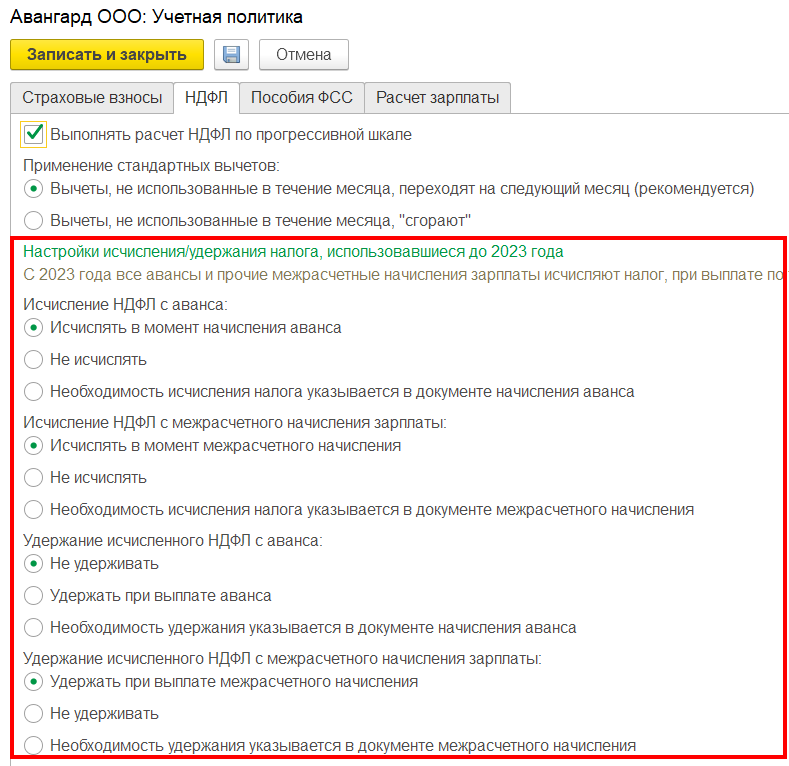 Авангард ООО: Учетная политика
Записать и закрыть Отмена
Страховые взносы НДФЛ Пособия ФСС Расчет зарплаты
Выполнять расчет НДФЛ по прогрессивной шкале
Применение стандартных вычетов:
Вычеты, не использованные в течение месяца, переходят на следующий месяц (рекомендуется)
Вычеты, не использованные в течение месяца, "сгорают"
Настройки исчисления/удержания налога, использовавшиеся до 2023 года
С 2023 года все авансы и прочие межрасчетные начисления зарплаты исчисляют налог, при выплате по
Исчисление НДФЛ с аванса:
Исчислять в момент начисления аванса
Не исчислять
Необходимость исчисления налога указывается в документе начисления аванса
Исчисление НДФЛ с межрасчетного начисления зарплаты:
Исчислять в момент межрасчетного начисления
Не исчислять
Необходимость исчисления налога указывается в документе межрасчетного начисления
Удержание исчисленного НДФЛ с аванса:
Не удерживать
Удержать при выплате аванса
Необходимость удержания указывается в документе начисления аванса
Удержание исчисленного НДФЛ с межрасчетного начисления зарплаты:
Удержать при выплате межрасчетного начисления
Не удерживать
Необходимость удержания указывается в документе межрасчетного начисления